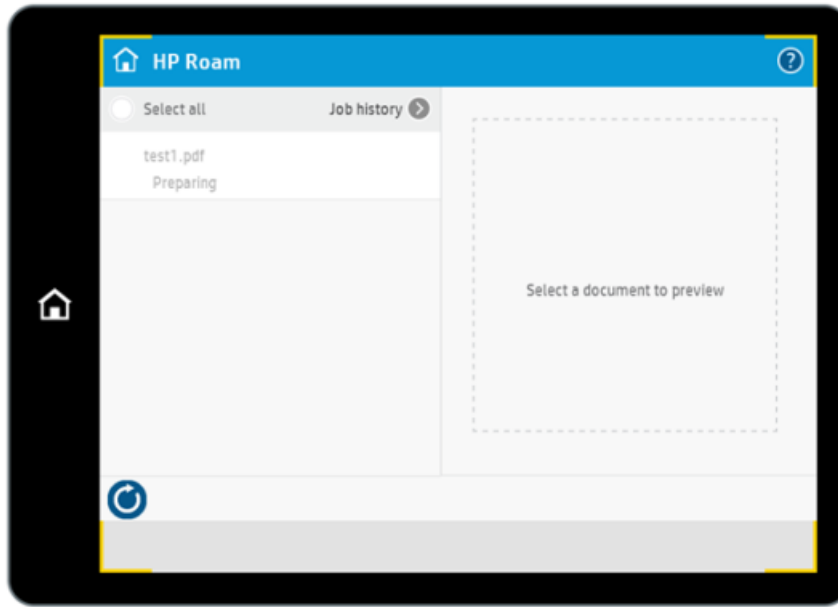 HP Roam
?
Select all
Job history
test1.pdf
Preparing
Select a document to preview